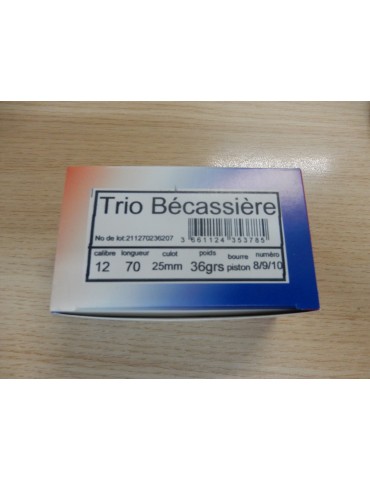 Trio Bécassière
No de lot:211270236207
3 661124 353785
calibre longueur culot poids bourre numéro
12 70 25mm 36grs piston 8/9/10